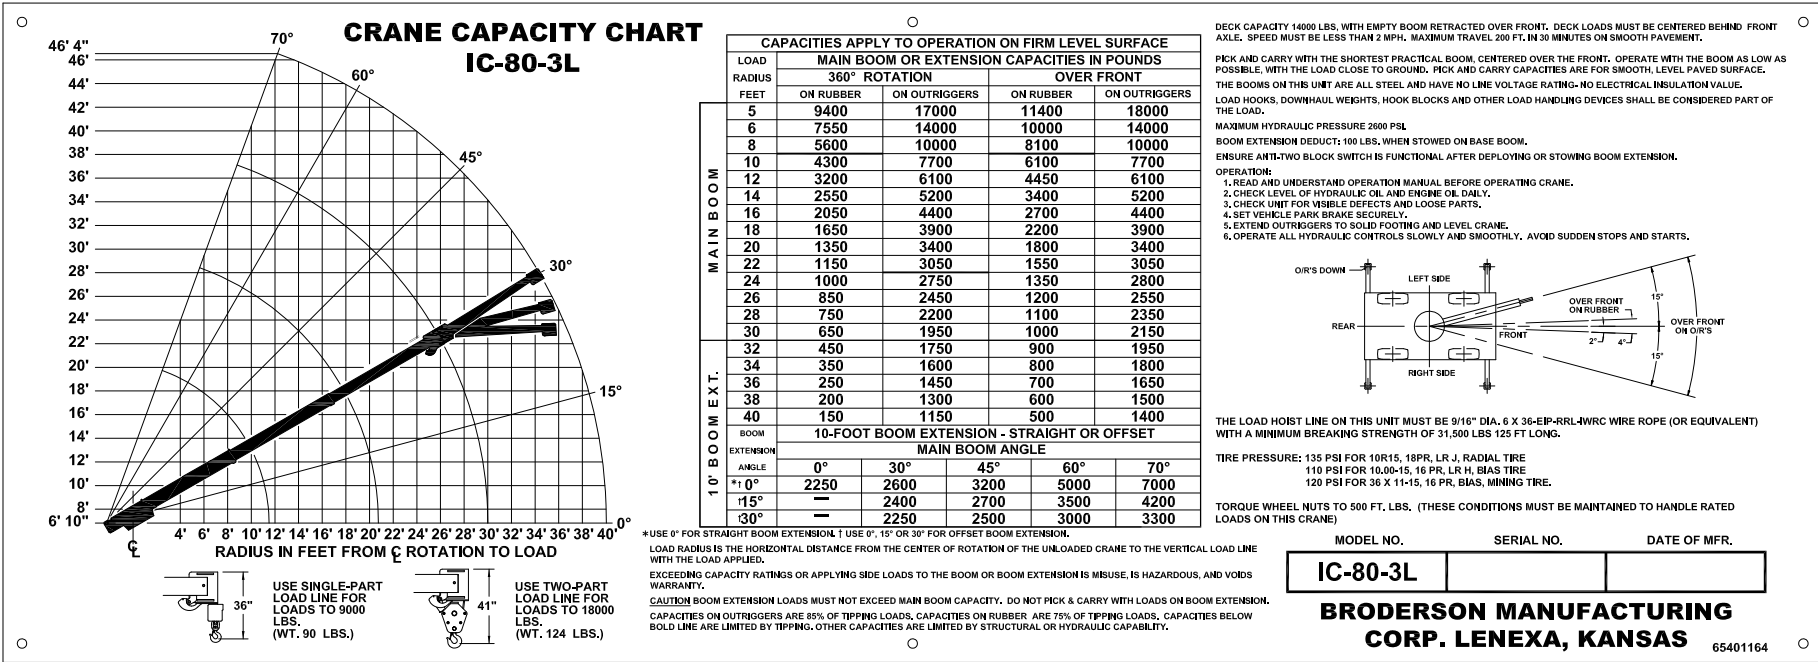 CRANE CAPACITY CHART
IC-80-3L
46' 4"
46'
44'
42'
40'
38'
36'
34'
32'
30'
28'
26'
24'
22'
20'
18'
16'
14'
12'
10'
8'
6' 10"
70°
60°
45°
30°
15°
0°
℄ 4' 6' 8' 10' 12' 14' 16' 18' 20' 22' 24' 26' 28' 30' 32' 34' 36' 38' 40'
RADIUS IN FEET FROM ℄ ROTATION TO LOAD
36"
USE SINGLE-PART
LOAD LINE FOR
LOADS TO 9000
LBS.
(WT. 90 LBS.)
41"
USE TWO-PART
LOAD LINE FOR
LOADS TO 18000
LBS.
(WT. 124 LBS.)
CAPACITIES APPLY TO OPERATION ON FIRM LEVEL SURFACE
LOAD RADIUS FEET
MAIN BOOM OR EXTENSION CAPACITIES IN POUNDS
360° ROTATION OVER FRONT
ON RUBBER ON OUTRIGGERS ON RUBBER ON OUTRIGGERS
MAIN BOOM
5 9400 17000 11400 18000
6 7550 14000 10000 14000
8 5600 10000 8100 10000
10 4300 7700 6100 7700
12 3200 6100 4450 6100
14 2550 5200 3400 5200
16 2050 4400 2700 4400
18 1650 3900 2200 3900
20 1350 3400 1800 3400
22 1150 3050 1550 3050
24 1000 2750 1350 2800
26 850 2450 1200 2550
28 750 2200 1100 2350
30 650 1950 1000 2150
10' BOOM EXT.
32 450 1750 900 1950
34 350 1600 800 1800
36 250 1450 700 1650
38 200 1300 600 1500
40 150 1150 500 1400
BOOM EXTENSION ANGLE
10-FOOT BOOM EXTENSION - STRAIGHT OR OFFSET
MAIN BOOM ANGLE
0° 30° 45° 60° 70°
*† 0° 2250 2600 3200 5000 7000
†15° — 2400 2700 3500 4200
†30° — 2250 2500 3000 3300
*USE 0° FOR STRAIGHT BOOM EXTENSION. † USE 0°, 15° OR 30° FOR OFFSET BOOM EXTENSION.
LOAD RADIUS IS THE HORIZONTAL DISTANCE FROM THE CENTER OF ROTATION OF THE UNLOADED CRANE TO THE VERTICAL LOAD LINE
WITH THE LOAD APPLIED.
EXCEEDING CAPACITY RATINGS OR APPLYING SIDE LOADS TO THE BOOM OR BOOM EXTENSION IS MISUSE, IS HAZARDOUS, AND VOIDS
WARRANTY.
CAUTION BOOM EXTENSION LOADS MUST NOT EXCEED MAIN BOOM CAPACITY. DO NOT PICK & CARRY WITH LOADS ON BOOM EXTENSION.
CAPACITIES ON OUTRIGGERS ARE 85% OF TIPPING LOADS. CAPACITIES ON RUBBER ARE 75% OF TIPPING LOADS. CAPACITIES BELOW
BOLD LINE ARE LIMITED BY TIPPING. OTHER CAPACITIES ARE LIMITED BY STRUCTURAL OR HYDRAULIC CAPABILITY.
DECK CAPACITY 14000 LBS, WITH EMPTY BOOM RETRACTED OVER FRONT. DECK LOADS MUST BE CENTERED BEHIND FRONT
AXLE. SPEED MUST BE LESS THAN 2 MPH. MAXIMUM TRAVEL 200 FT. IN 30 MINUTES ON SMOOTH PAVEMENT.
PICK AND CARRY WITH THE SHORTEST PRACTICAL BOOM, CENTERED OVER THE FRONT. OPERATE WITH THE BOOM AS LOW AS
POSSIBLE, WITH THE LOAD CLOSE TO GROUND. PICK AND CARRY CAPACITIES ARE FOR SMOOTH, LEVEL PAVED SURFACE.
THE BOOMS ON THIS UNIT ARE ALL STEEL AND HAVE NO LINE VOLTAGE RATING-NO ELECTRICAL INSULATION VALUE.
LOAD HOOKS, DOWNHAUL WEIGHTS, HOOK BLOCKS AND OTHER LOAD HANDLING DEVICES SHALL BE CONSIDERED PART OF
THE LOAD.
MAXIMUM HYDRAULIC PRESSURE 2600 PSI.
BOOM EXTENSION DEDUCT: 100 LBS. WHEN STOWED ON BASE BOOM.
ENSURE ANTI-TWO BLOCK SWITCH IS FUNCTIONAL AFTER DEPLOYING OR STOWING BOOM EXTENSION.
OPERATION:
1. READ AND UNDERSTAND OPERATION MANUAL BEFORE OPERATING CRANE.
2. CHECK LEVEL OF HYDRAULIC OIL AND ENGINE OIL DAILY.
3. CHECK UNIT FOR VISIBLE DEFECTS AND LOOSE PARTS.
4. SET VEHICLE PARK BRAKE SECURELY.
5. EXTEND OUTRIGGERS TO SOLID FOOTING AND LEVEL CRANE.
6. OPERATE ALL HYDRAULIC CONTROLS SLOWLY AND SMOOTHLY. AVOID SUDDEN STOPS AND STARTS.
O/R'S DOWN
LEFT SIDE
REAR
FRONT
RIGHT SIDE
OVER FRONT
ON RUBBER
2°
4°
15°
15°
OVER FRONT
ON O/R'S
THE LOAD HOIST LINE ON THIS UNIT MUST BE 9/16" DIA. 6 X 36-EIP-RRL-IWRC WIRE ROPE (OR EQUIVALENT)
WITH A MINIMUM BREAKING STRENGTH OF 31,500 LBS 125 FT LONG.
TIRE PRESSURE: 135 PSI FOR 10R15, 18PR, LR J, RADIAL TIRE
110 PSI FOR 10.00-15, 16 PR, LR H, BIAS TIRE
120 PSI FOR 36 X 11-15, 16 PR, BIAS, MINING TIRE.
TORQUE WHEEL NUTS TO 500 FT. LBS. (THESE CONDITIONS MUST BE MAINTAINED TO HANDLE RATED
LOADS ON THIS CRANE)
MODEL NO. SERIAL NO. DATE OF MFR.
IC-80-3L
BRODERSON MANUFACTURING
CORP. LENEXA, KANSAS
65401164